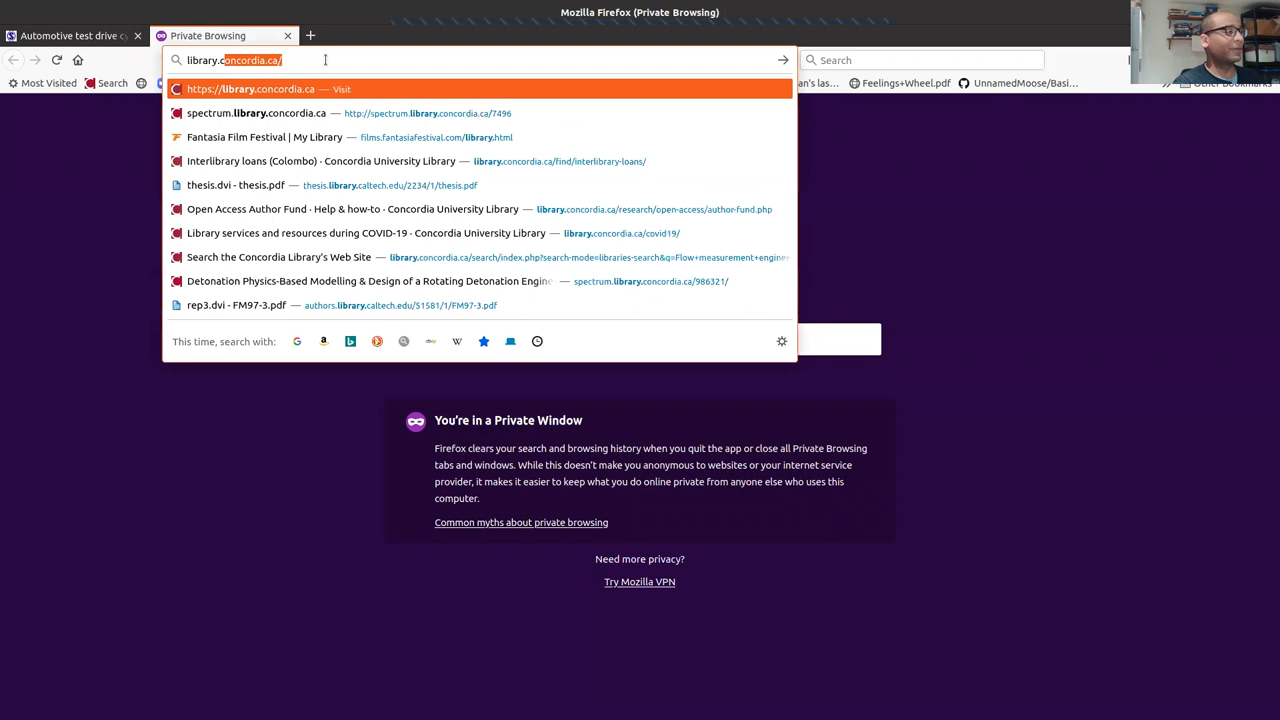 Mozilla Firefox (Private Browsing)
Automotive test drive cy
Private Browsing
library.concordia.ca/
Search
Most Visited
Search
an's las...
Feelings+Wheel.pdf
UnnamedMoose/Basi...
Other Bookmarks
https://library.concordia.ca — Visit
spectrum.library.concordia.ca — http://spectrum.library.concordia.ca/7496
Fantasia Film Festival | My Library — films.fantasiafestival.com/library.html
Interlibrary loans (Colombo) · Concordia University Library — library.concordia.ca/find/interlibrary-loans/
thesis.dvi - thesis.pdf — thesis.library.caltech.edu/2234/1/thesis.pdf
Open Access Author Fund · Help & how-to · Concordia University Library — library.concordia.ca/research/open-access/author-fund.php
Library services and resources during COVID-19 · Concordia University Library — library.concordia.ca/covid19/
Search the Concordia Library's Web Site — library.concordia.ca/search/index.php?search-mode=libraries-search&q=Flow+measurement+engine
Detonation Physics-Based Modelling & Design of a Rotating Detonation Engine — spectrum.library.concordia.ca/986321/
rep3.dvi - FM97-3.pdf — authors.library.caltech.edu/51581/1/FM97-3.pdf
This time, search with:
You're in a Private Window
Firefox clears your search and browsing history when you quit the app or close all Private Browsing
tabs and windows. While this doesn't make you anonymous to websites or your internet service
provider, it makes it easier to keep what you do online private from anyone else who uses this
computer.
Common myths about private browsing
Need more privacy?
Try Mozilla VPN